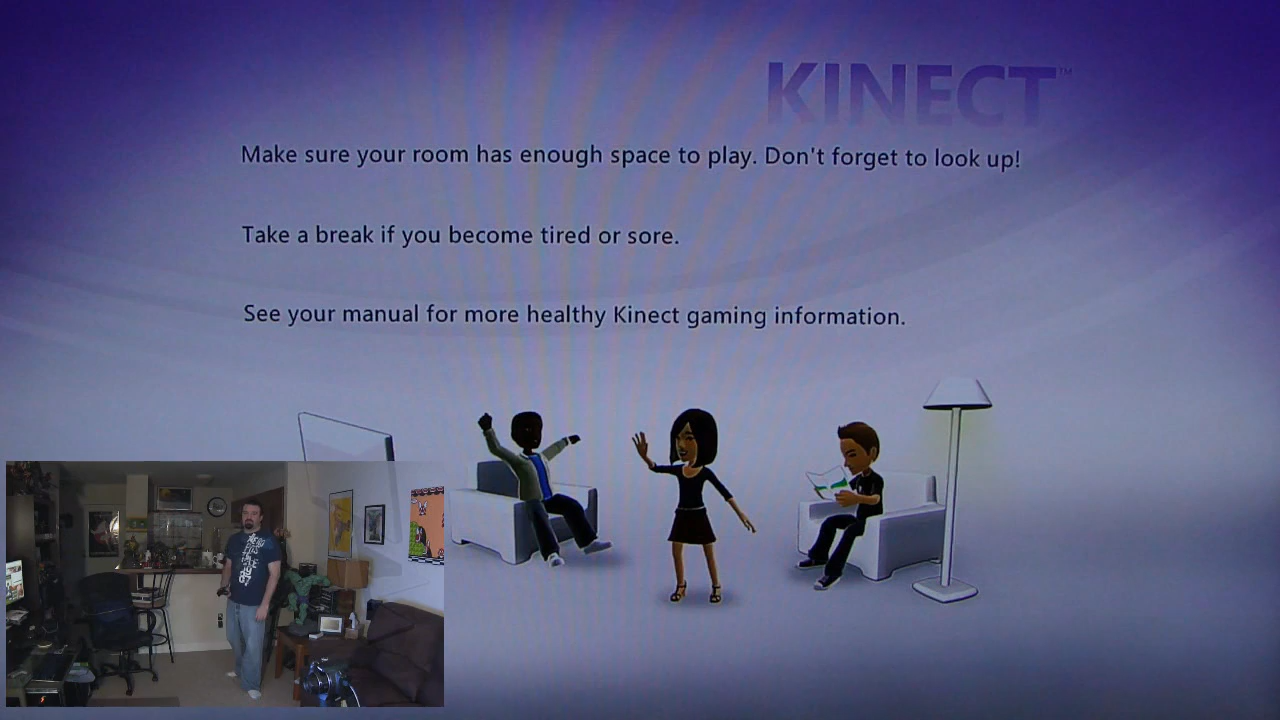 KINECT™
Make sure your room has enough space to play. Don't forget to look up!
Take a break if you become tired or sore.
See your manual for more healthy Kinect gaming information.